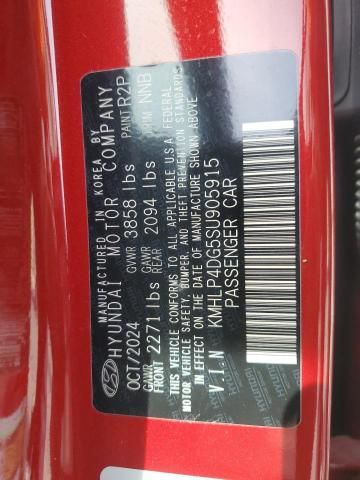 MANUFACTURED IN KOREA BY
HYUNDAI MOTOR COMPANY
OCT/2024 GVWR 3858 lbs PAINT R2P
GAWR FRONT 2271lbs GAWR REAR 2094 lbs TRIM NNB
THIS VEHICLE CONFORMS TO ALL APPLICABLE U.S.A FEDERAL
MOTOR VEHICLE SAFETY, BUMPER, AND THEFT PREVENTION STANDARDS
IN EFFECT ON THE DATE OF MANUFACTURE SHOWN ABOVE
V.I.N KMHLP4DG5SU905915
PASSENGER CAR